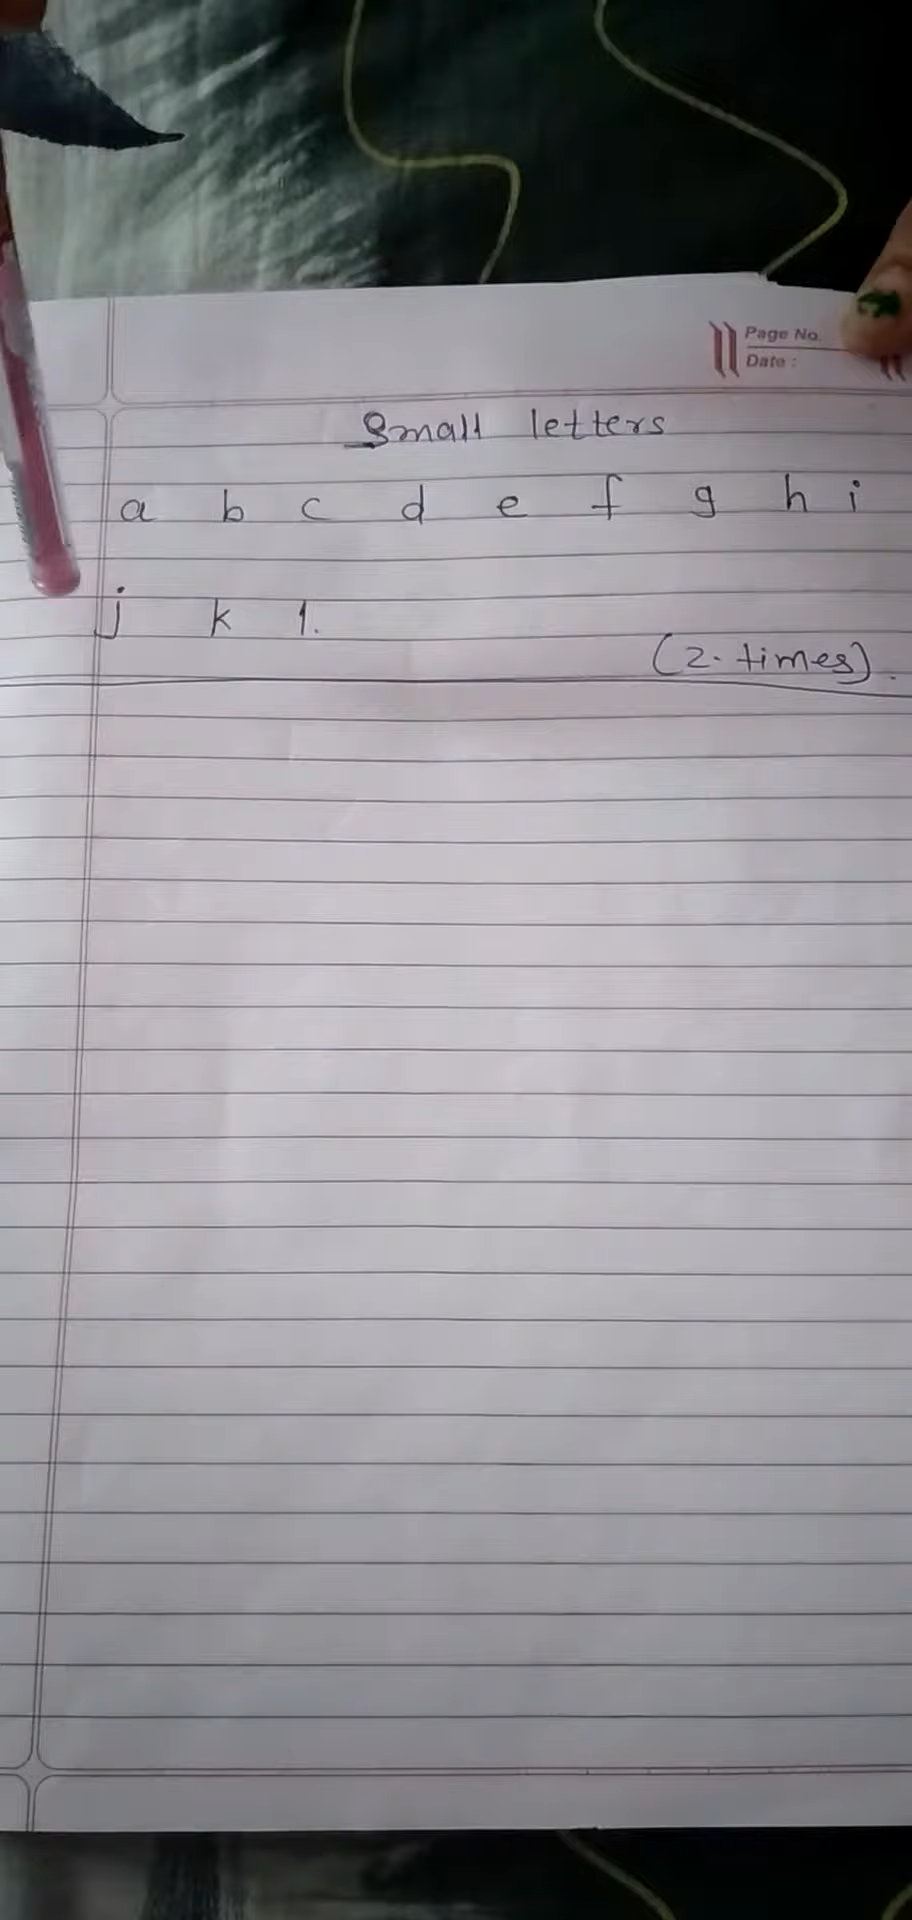 Page No.
Date :
Small letters
a b c d e f g h i
j k l.
(2. times).